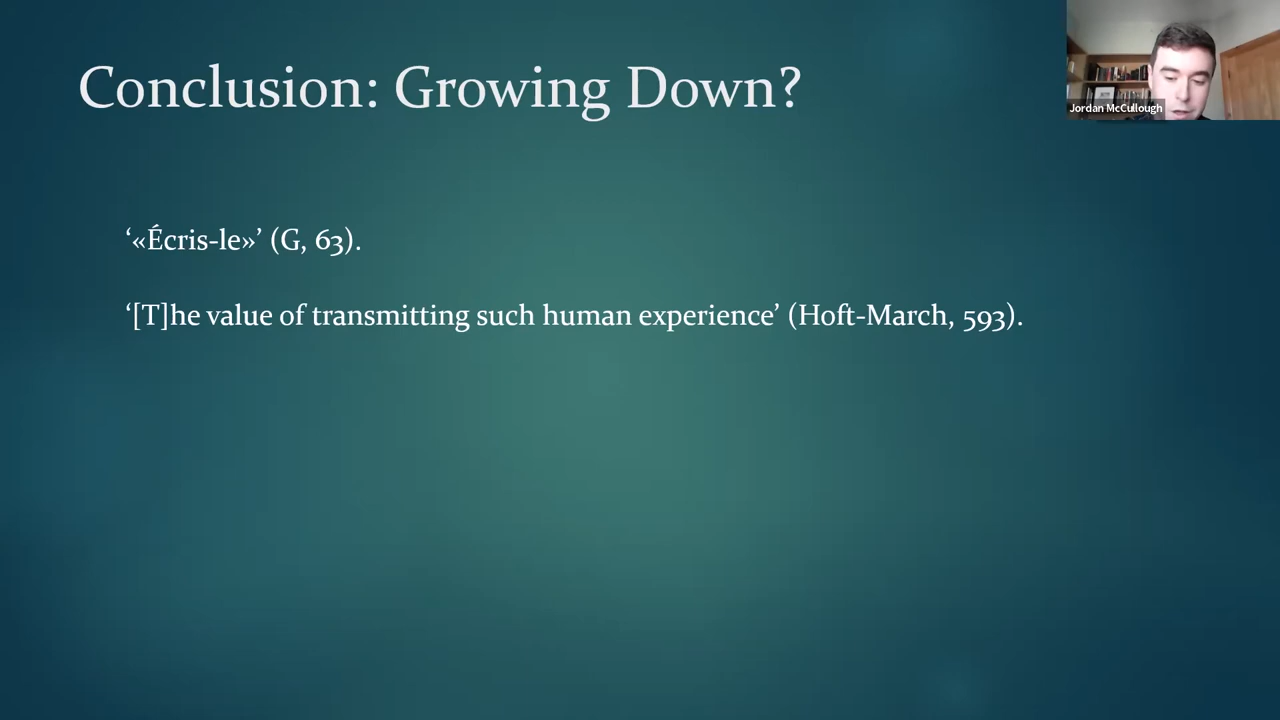 Conclusion: Growing Down?
Jordan McCullough
‘«Écris-le»’ (G, 63).
‘[T]he value of transmitting such human experience’ (Hoft-March, 593).